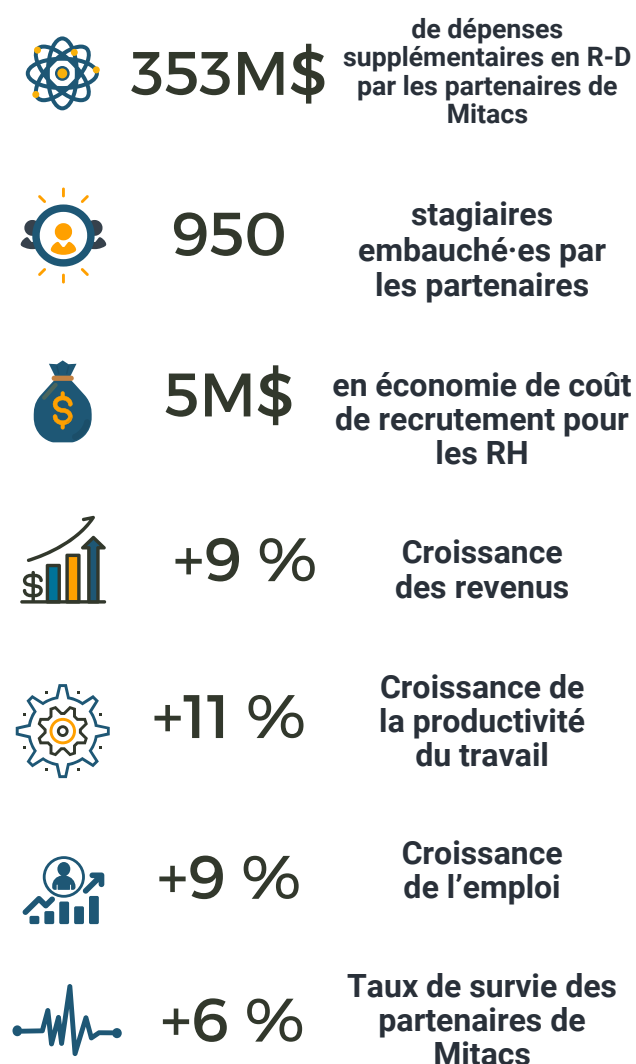 353M$
de dépenses
supplémentaires en R-D
par les partenaires de
Mitacs
950
stagiaires
embauché·es par
les partenaires
$
5M$
en économie de coût
de recrutement pour
les RH
$
+9 %
Croissance
des revenus
+11 %
Croissance de
la productivité
du travail
+9 %
Croissance
de l’emploi
+6 %
Taux de survie des
partenaires de
Mitacs